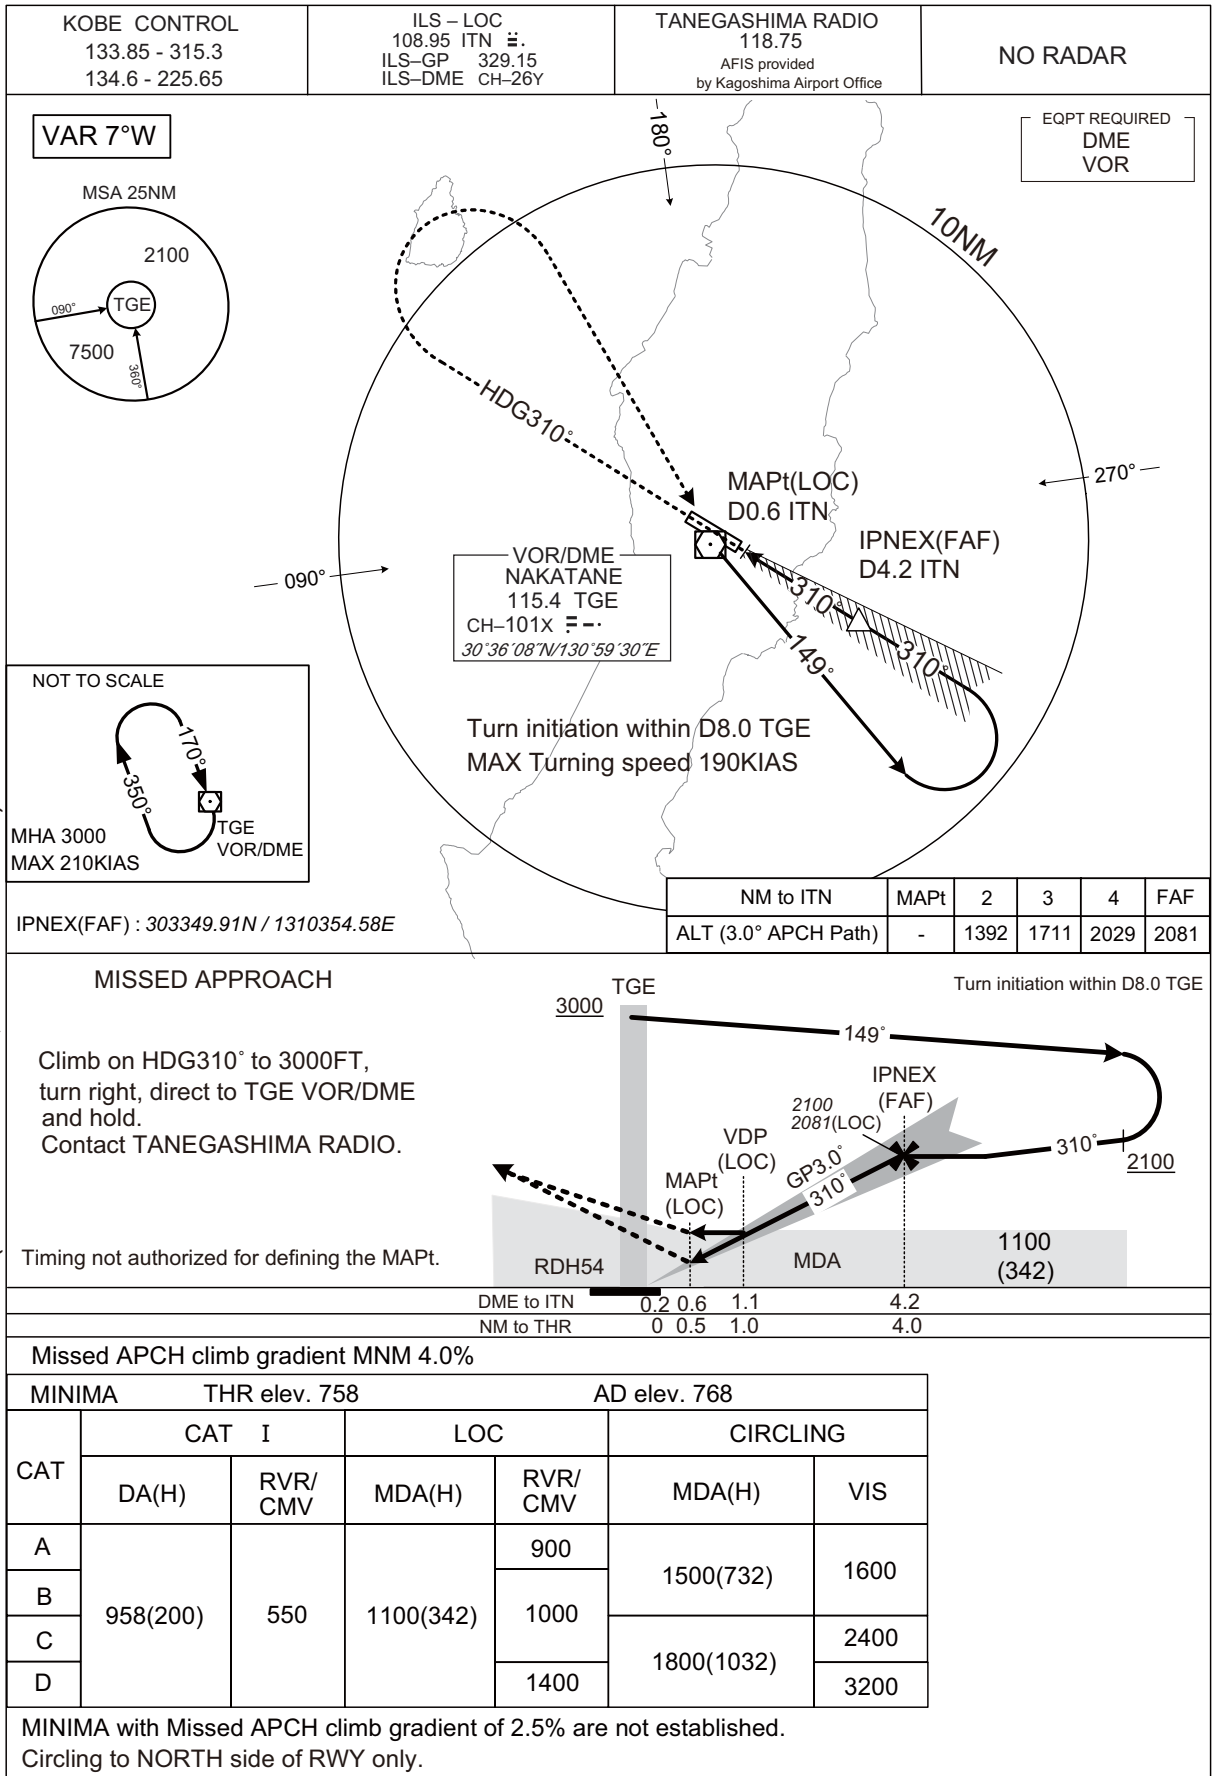 KOBE CONTROL
133.85 - 315.3
134.6 - 225.65
ILS – LOC
108.95 ITN
ILS–GP 329.15
ILS–DME CH–26Y
TANEGASHIMA RADIO
118.75
AFIS provided
by Kagoshima Airport Office
NO RADAR
VAR 7°W
EQPT REQUIRED
DME
VOR
180°
MSA 25NM
2100
TGE
090°
7500
360°
10NM
HDG310°
270°
MAPt(LOC)
D0.6 ITN
IPNEX(FAF)
D4.2 ITN
090°
VOR/DME
NAKATANE
115.4 TGE
CH–101X
30°36′08″N/130°59′30″E
310°
310°
149°
Turn initiation within D8.0 TGE
MAX Turning speed 190KIAS
NOT TO SCALE
170°
350°
MHA 3000
MAX 210KIAS
TGE
VOR/DME
IPNEX(FAF) : 303349.91N / 1310354.58E
NM to ITN MAPt 2 3 4 FAF
ALT (3.0° APCH Path) - 1392 1711 2029 2081
MISSED APPROACH
Climb on HDG310° to 3000FT,
turn right, direct to TGE VOR/DME
and hold.
Contact TANEGASHIMA RADIO.
Timing not authorized for defining the MAPt.
TGE
3000
Turn initiation within D8.0 TGE
149°
IPNEX
(FAF)
2100
2081(LOC)
VDP
(LOC)
MAPt
(LOC)
GP3.0°
310°
310°
2100
RDH54
MDA
1100
(342)
DME to ITN 0.2 0.6 1.1 4.2
NM to THR 0 0.5 1.0 4.0
Missed APCH climb gradient MNM 4.0%
MINIMA THR elev. 758 AD elev. 768
CAT CAT I LOC CIRCLING
DA(H) RVR/CMV MDA(H) RVR/CMV MDA(H) VIS
A 958(200) 550 1100(342) 900 1500(732) 1600
B 1000
C 1800(1032) 2400
D 1400 3200
MINIMA with Missed APCH climb gradient of 2.5% are not established.
Circling to NORTH side of RWY only.